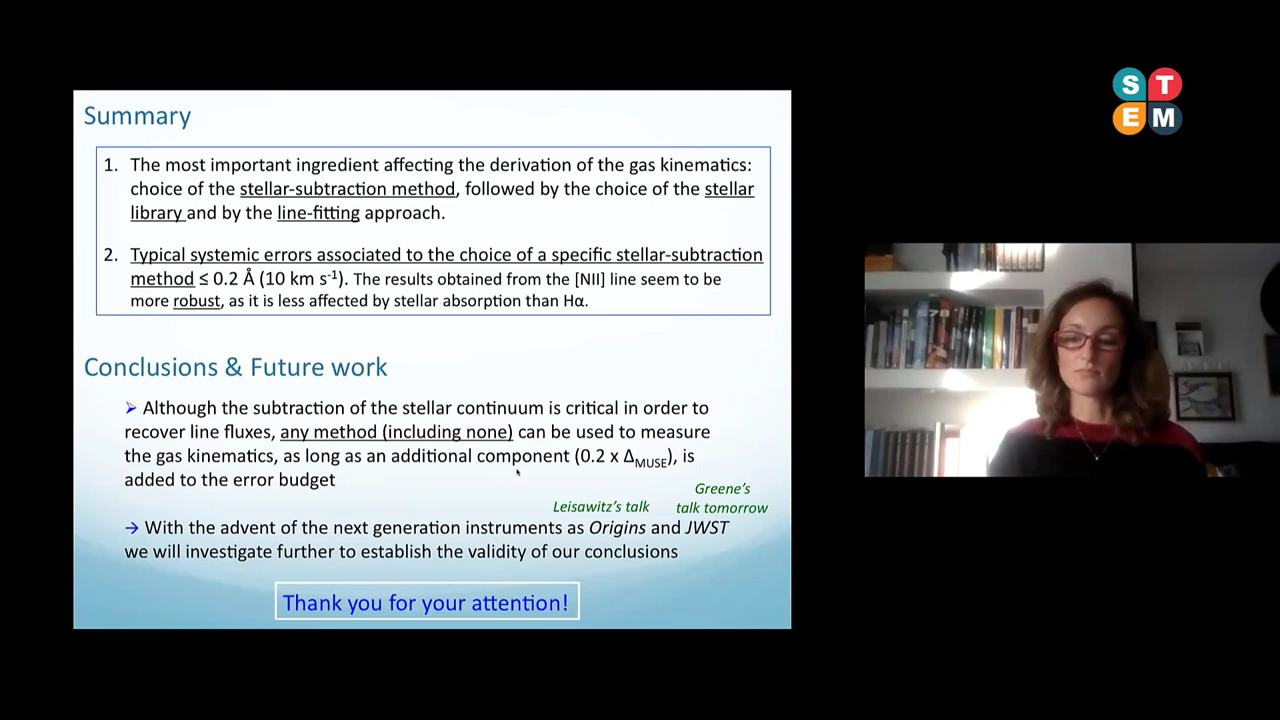 Summary
1. The most important ingredient affecting the derivation of the gas kinematics:
choice of the stellar-subtraction method, followed by the choice of the stellar
library and by the line-fitting approach.
2. Typical systemic errors associated to the choice of a specific stellar-subtraction
method ≤ 0.2 Å (10 km s⁻¹). The results obtained from the [NII] line seem to be
more robust, as it is less affected by stellar absorption than Hα.
Conclusions & Future work
➢ Although the subtraction of the stellar continuum is critical in order to
recover line fluxes, any method (including none) can be used to measure
the gas kinematics, as long as an additional component (0.2 x Δ_MUSE), is
added to the error budget
Leisawitz's talk
Greene's
talk tomorrow
→ With the advent of the next generation instruments as Origins and JWST
we will investigate further to establish the validity of our conclusions
Thank you for your attention!
S T
E M